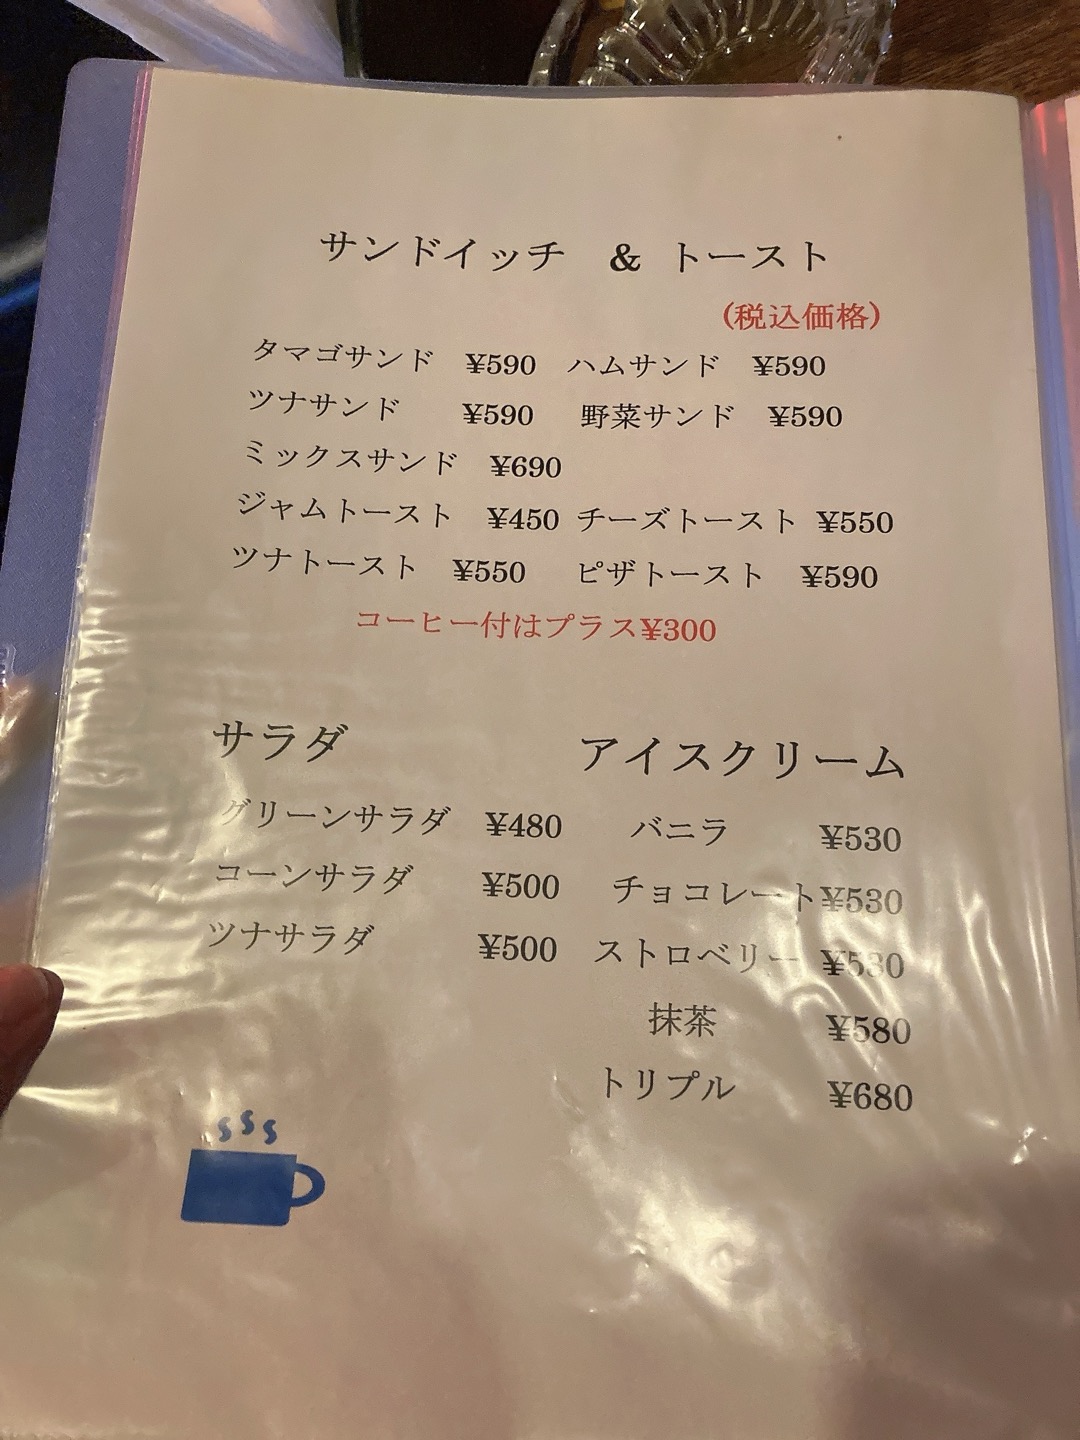 サンドイッチ ＆ トースト
(税込価格)
タマゴサンド ¥590 ハムサンド ¥590
ツナサンド ¥590 野菜サンド ¥590
ミックスサンド ¥690
ジャムトースト ¥450 チーズトースト ¥550
ツナトースト ¥550 ピザトースト ¥590
コーヒー付はプラス¥300
サラダ
グリーンサラダ ¥480
コーンサラダ ¥500
ツナサラダ ¥500
アイスクリーム
バニラ ¥530
チョコレート¥530
ストロベリー ¥530
抹茶 ¥580
トリプル ¥680